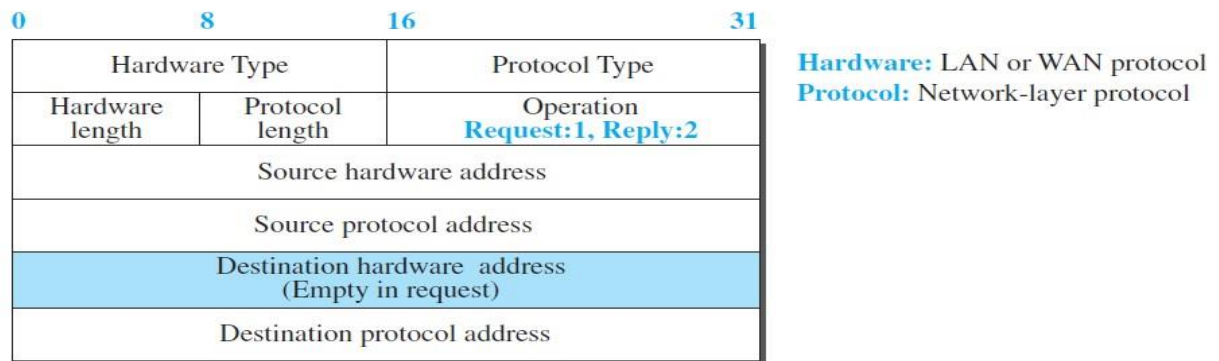 0 8 16 31
Hardware Type Protocol Type
Hardware length Protocol length Operation
Request:1, Reply:2
Source hardware address
Source protocol address
Destination hardware address
(Empty in request)
Destination protocol address
Hardware: LAN or WAN protocol
Protocol: Network-layer protocol